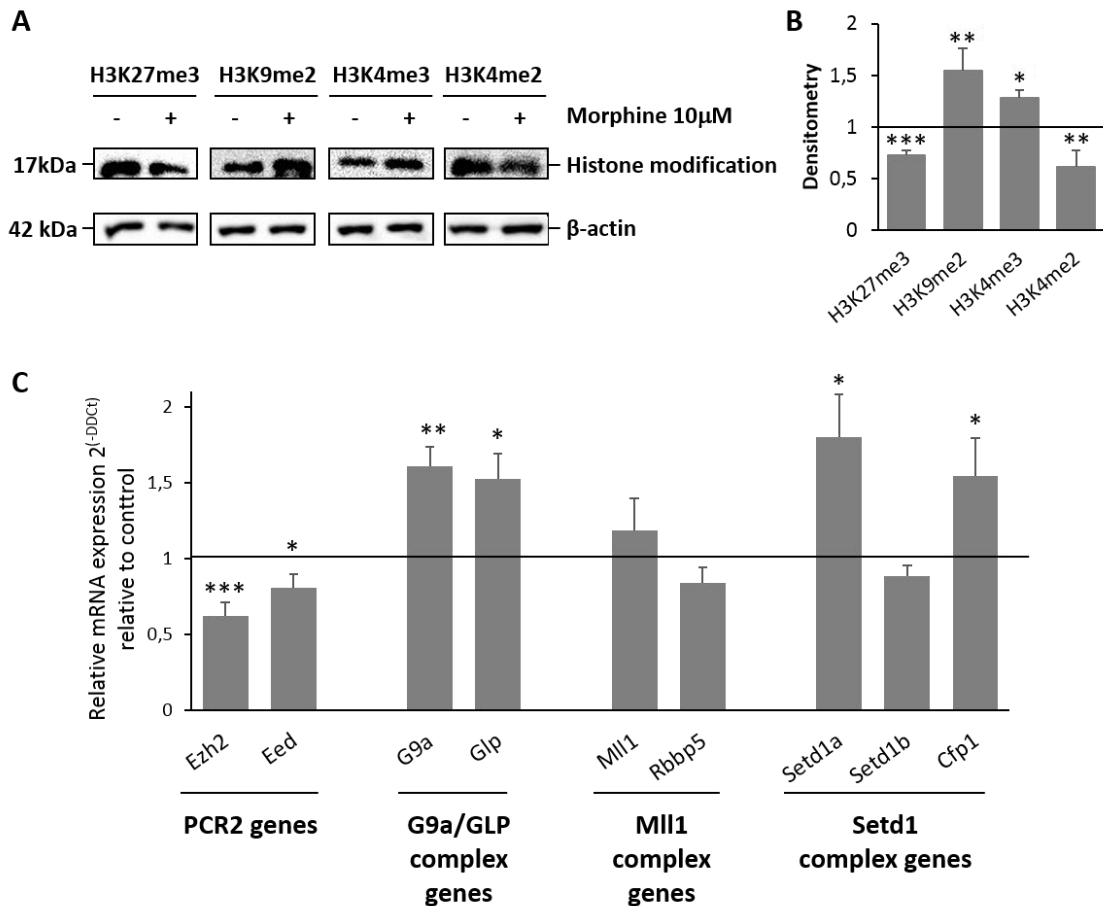 A
H3K27me3 H3K9me2 H3K4me3 H3K4me2
- + - + - + - + Morphine 10μM
17kDa Histone modification
42 kDa β-actin
B
Densitometry
2
1,5
1
0,5
0
*** ** * **
H3K27me3 H3K9me2 H3K4me3 H3K4me2
C
Relative mRNA expression 2(-DDCt)
relative to conttrol
2
1,5
1
0,5
0
*** * ** * * *
Ezh2 Eed G9a Glp Mll1 Rbbp5 Setd1a Setd1b Cfp1
PCR2 genes
G9a/GLP
complex
genes
Mll1
complex
genes
Setd1
complex genes